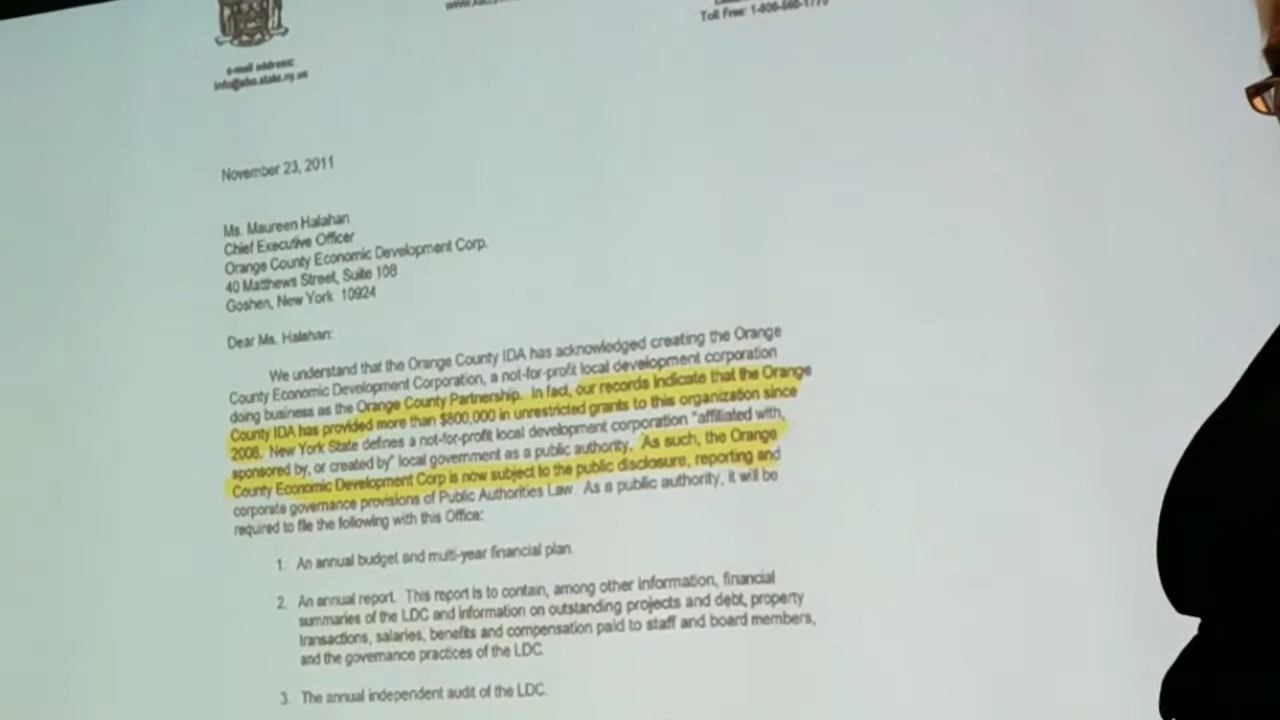 Toll Free: 1-800-560-1770
e-mail address:
info@abo.state.ny.us
November 23, 2011
Ms. Maureen Halahan
Chief Executive Officer
Orange County Economic Development Corp.
40 Matthews Street, Suite 108
Goshen, New York 10924
Dear Ms. Halahan:
We understand that the Orange County IDA has acknowledged creating the Orange
County Economic Development Corporation, a not-for-profit local development corporation
doing business as the Orange County Partnership. In fact, our records indicate that the Orange
County IDA has provided more than $800,000 in unrestricted grants to this organization since
2008. New York State defines a not-for-profit local development corporation "affiliated with,
sponsored by, or created by" local government as a public authority. As such, the Orange
County Economic Development Corp is now subject to the public disclosure, reporting and
corporate governance provisions of Public Authorities Law. As a public authority, it will be
required to file the following with this Office:
1. An annual budget and multi-year financial plan.
2. An annual report. This report is to contain, among other information, financial
summaries of the LDC and information on outstanding projects and debt, property
transactions, salaries, benefits and compensation paid to staff and board members,
and the governance practices of the LDC.
3. The annual independent audit of the LDC.